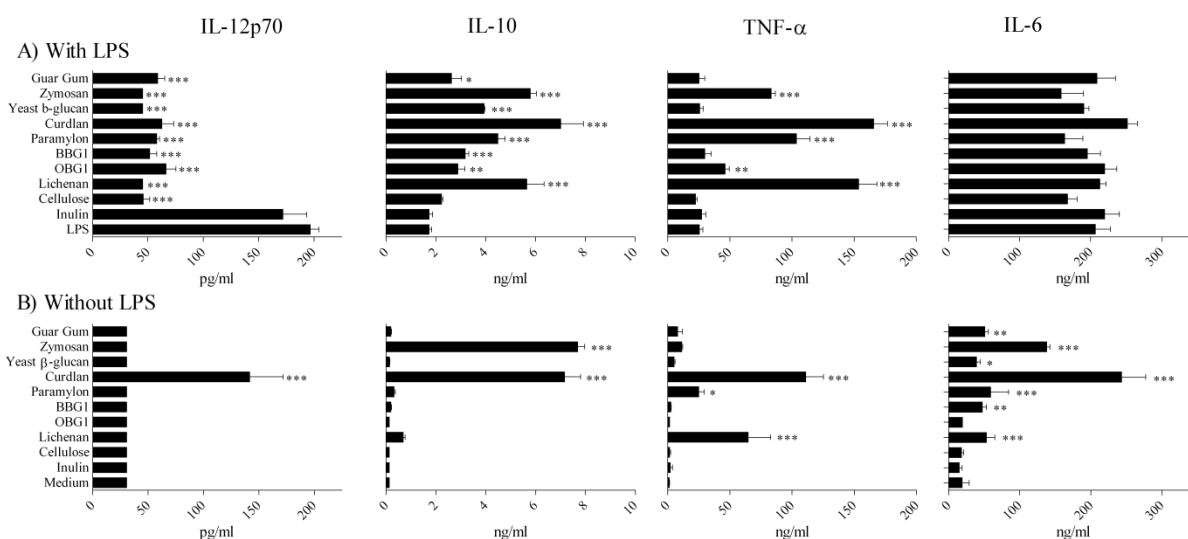 IL-12p70 IL-10 TNF-α IL-6
A) With LPS
Guar Gum *** *
Zymosan *** *** ***
Yeast b-glucan *** ***
Curdlan *** *** ***
Paramylon *** *** ***
BBG1 *** ***
OBG1 *** ** **
Lichenan *** *** ***
Cellulose ***
Inulin
LPS
0 50 100 150 200 0 2 4 6 8 10 0 50 100 150 200 0 100 200 300
pg/ml ng/ml ng/ml ng/ml
B) Without LPS
Guar Gum **
Zymosan *** ***
Yeast β-glucan *
Curdlan *** *** *** ***
Paramylon * ***
BBG1 **
OBG1
Lichenan *** ***
Cellulose
Inulin
Medium
0 50 100 150 200 0 2 4 6 8 10 0 50 100 150 200 0 100 200 300
pg/ml ng/ml ng/ml ng/ml